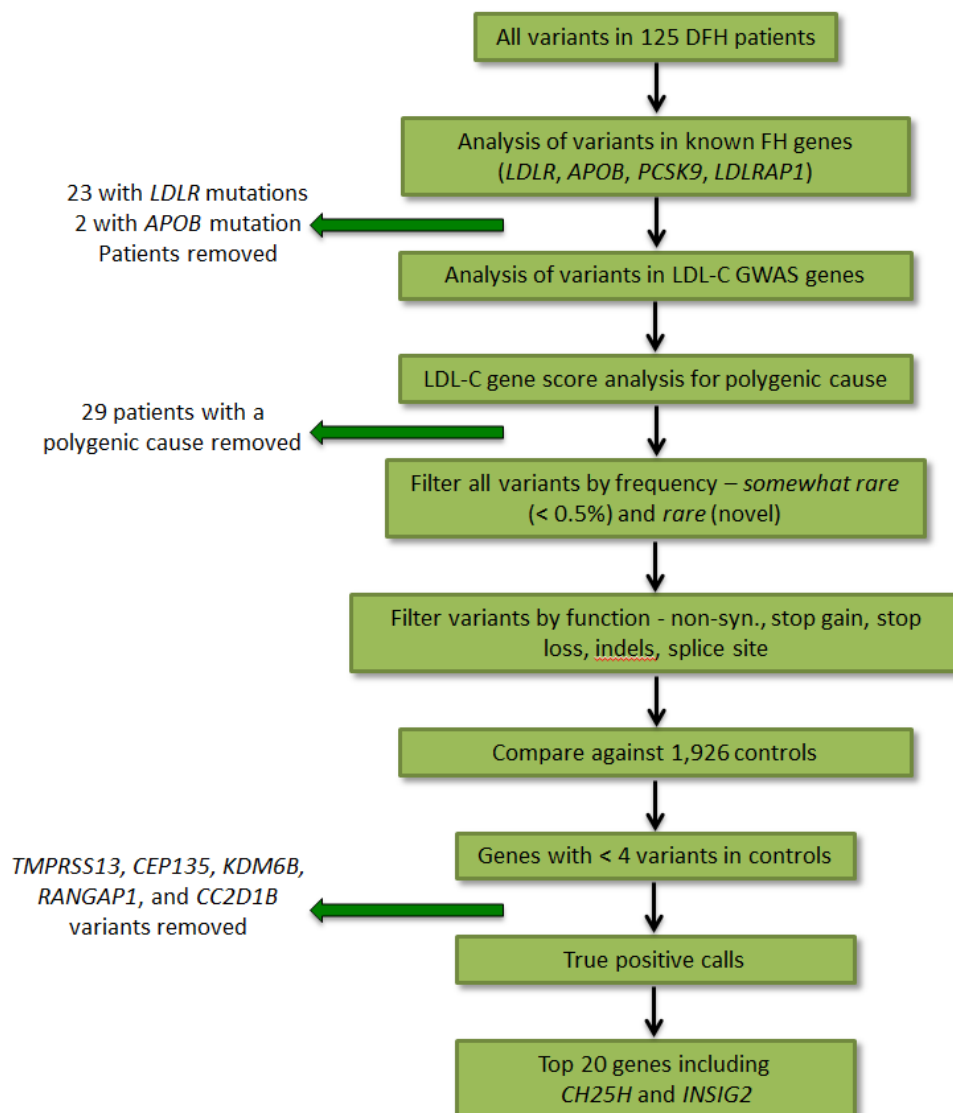 All variants in 125 DFH patients
Analysis of variants in known FH genes
(LDLR, APOB, PCSK9, LDLRAP1)
23 with LDLR mutations
2 with APOB mutation
Patients removed
Analysis of variants in LDL-C GWAS genes
LDL-C gene score analysis for polygenic cause
29 patients with a
polygenic cause removed
Filter all variants by frequency – somewhat rare
(< 0.5%) and rare (novel)
Filter variants by function - non-syn., stop gain, stop
loss, indels, splice site
Compare against 1,926 controls
Genes with < 4 variants in controls
TMPRSS13, CEP135, KDM6B,
RANGAP1, and CC2D1B
variants removed
True positive calls
Top 20 genes including
CH25H and INSIG2